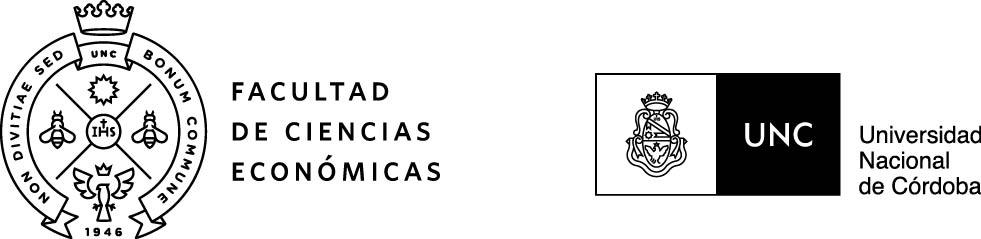 NON DIVITIAE SED
UNC
BONUM COMMUNE
IHS
1946
FACULTAD
DE CIENCIAS
ECONÓMICAS
UNC
Universidad
Nacional
de Córdoba